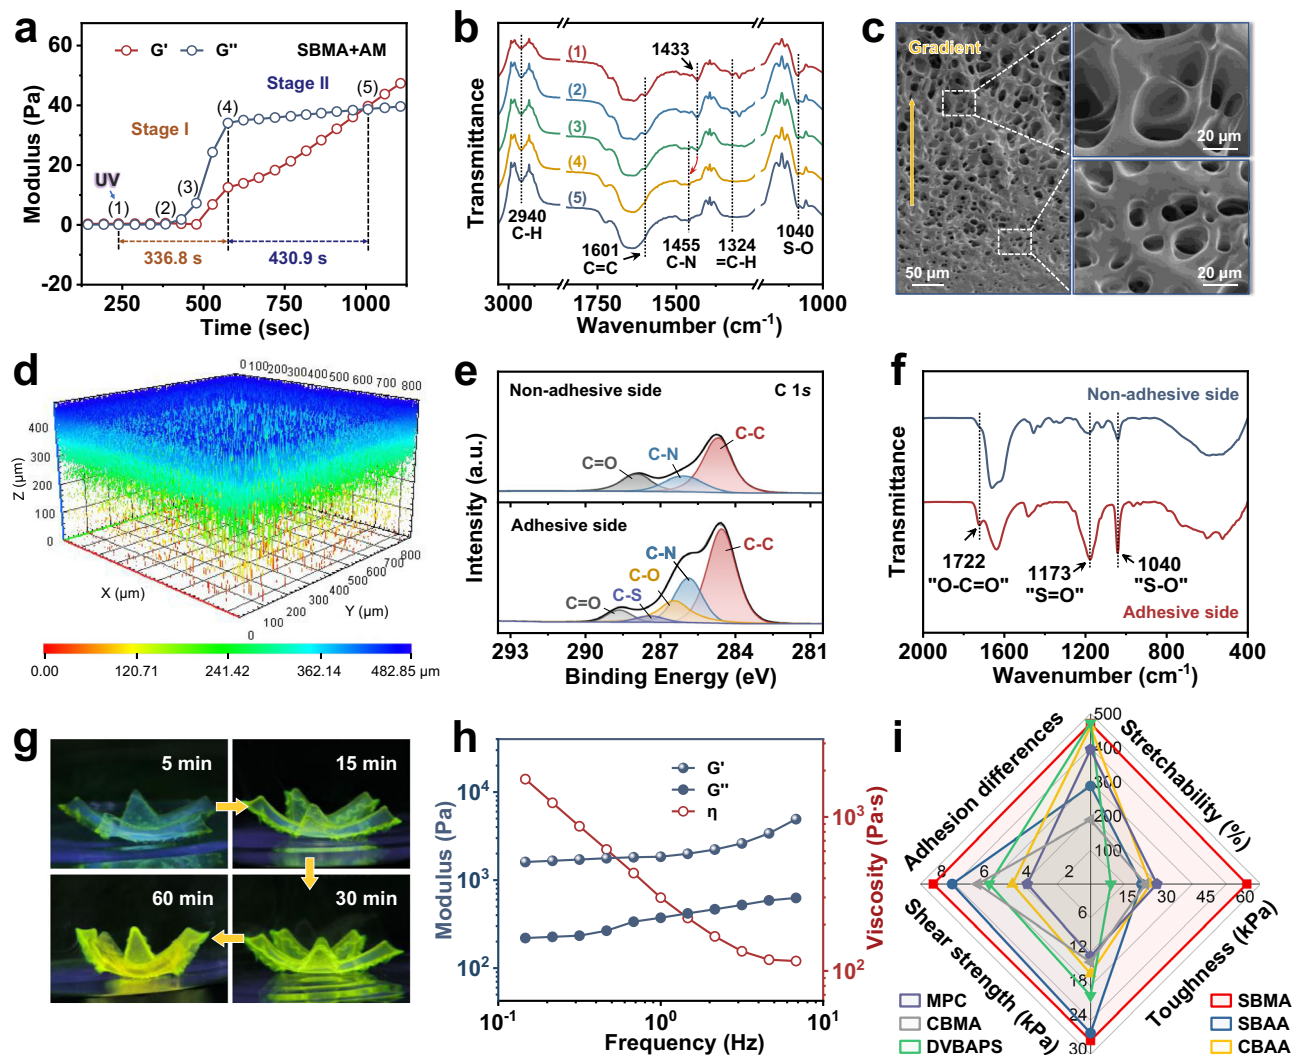 a
G' G'' SBMA+AM
Stage II
Stage I
UV
(1) (2) (3) (4) (5)
336.8 s 430.9 s
60
40
20
0
-20
Modulus (Pa)
250 500 750 1000
Time (sec)
b
(1)
(2)
(3)
(4)
(5)
1433
2940
C-H
1601
C=C
1455
C-N
1324
=C-H
1040
S-O
Transmittance
3000 1750 1500 1000
Wavenumber (cm-1)
c
Gradient
50 µm
20 µm
20 µm
d
0 100 200 300 400 500 600 700 800
400
300
200
100
0
Z (µm)
X (µm)
Y (µm)
0 100 200 300 400 500 600 700 800
0.00 120.71 241.42 362.14 482.85 µm
e
Non-adhesive side C 1s
C=O C-N C-C
Adhesive side
C=O C-S C-O C-N C-C
Intensity (a.u.)
293 290 287 284 281
Binding Energy (eV)
f
Non-adhesive side
1722
"O-C=O"
1173
"S=O"
1040
"S-O"
Adhesive side
Transmittance
2000 1600 1200 800 400
Wavenumber (cm-1)
g
5 min
15 min
60 min
30 min
h
G'
G''
η
104
103
102
Modulus (Pa)
103
102
Viscosity (Pa·s)
10-1 100 101
Frequency (Hz)
i
Adhesion differences
Stretchability (%)
Shear strength (kPa)
Toughness (kPa)
500
400
300
200
100
8 6 4 2
15 30 60
6
12
18
24
30
MPC
CBMA
DVBAPS
SBMA
SBAA
CBAA